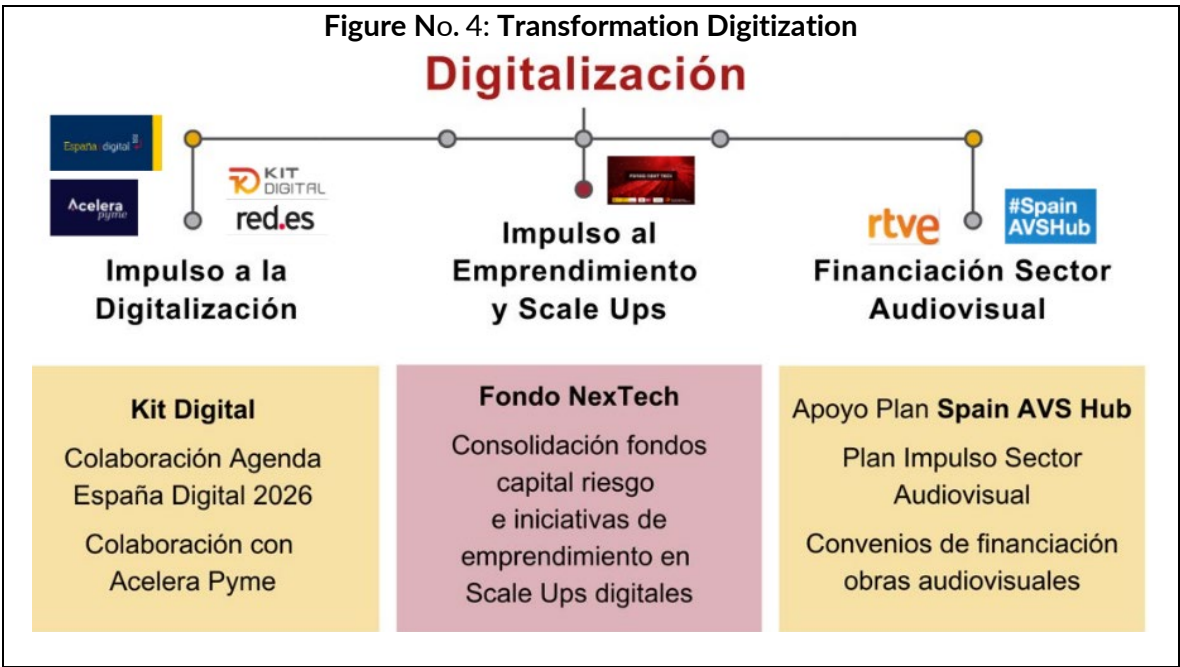 Figure No. 4: Transformation Digitization
Digitalización
España digital
Acelera
pyme
KIT
DIGITAL
red.es
FONDO NEXT TECH
rtve
#Spain
AVSHub
Impulso a la
Digitalización
Impulso al
Emprendimiento
y Scale Ups
Financiación Sector
Audiovisual
Kit Digital
Colaboración Agenda
España Digital 2026
Colaboración con
Acelera Pyme
Fondo NexTech
Consolidación fondos
capital riesgo
e iniciativas de
emprendimiento en
Scale Ups digitales
Apoyo Plan Spain AVS Hub
Plan Impulso Sector
Audiovisual
Convenios de financiación
obras audiovisuales